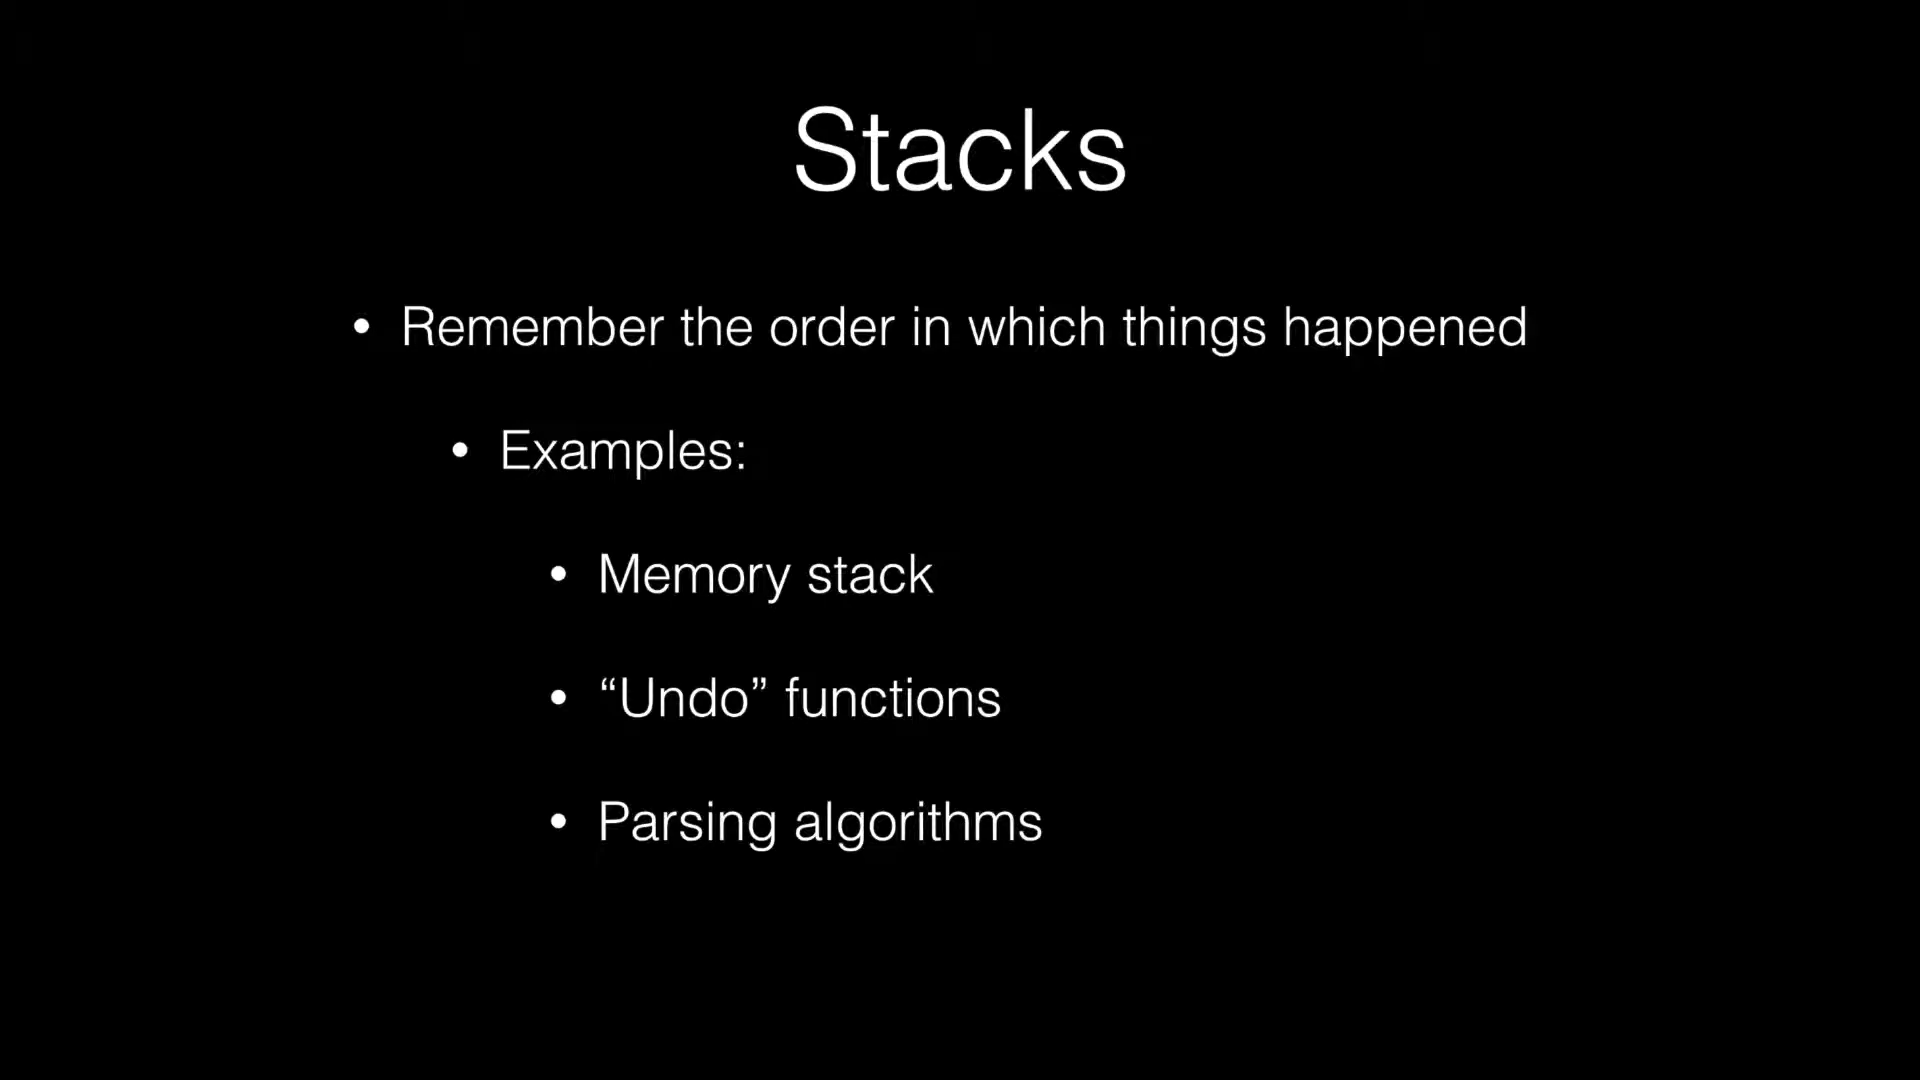 Stacks
• Remember the order in which things happened
• Examples:
• Memory stack
• “Undo” functions
• Parsing algorithms